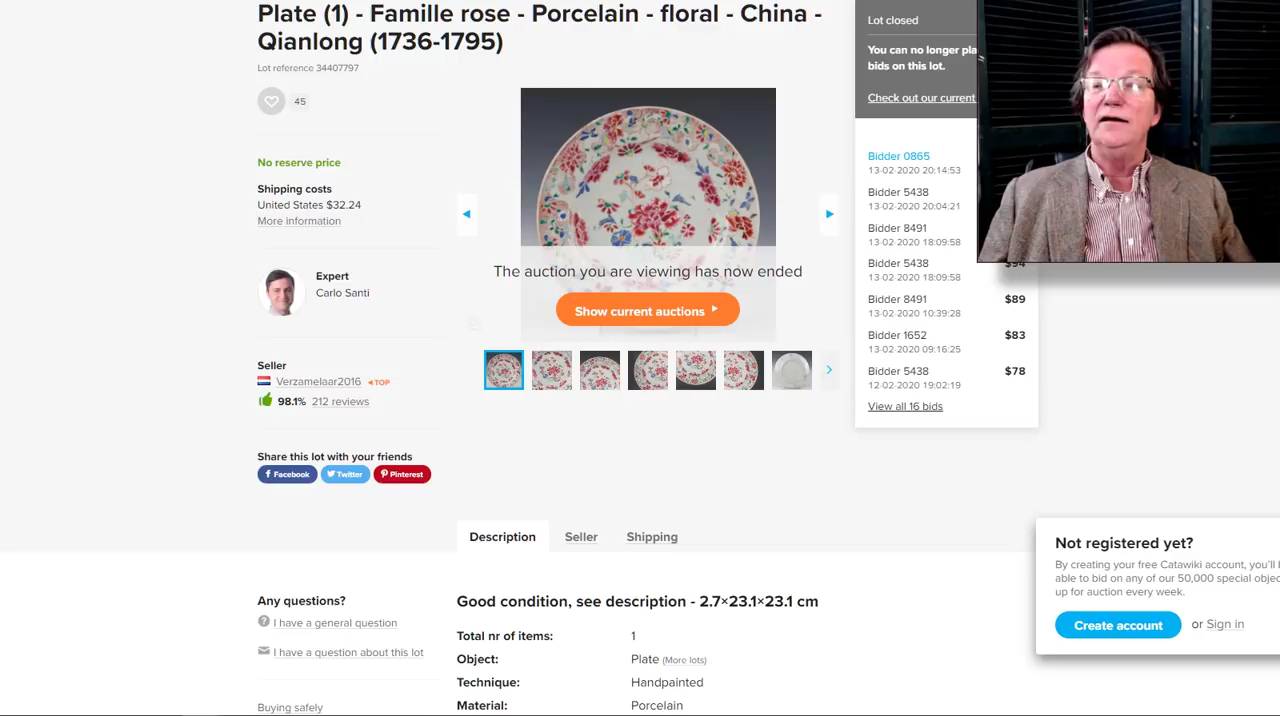 Plate (1) - Famille rose - Porcelain - floral - China -
Qianlong (1736-1795)
Lot reference 34407797
45
No reserve price
Shipping costs
United States $32.24
More information
Expert
Carlo Santi
Seller
Verzamelaar2016 TOP
98.1% 212 reviews
Share this lot with your friends
Facebook Twitter Pinterest
The auction you are viewing has now ended
Show current auctions
Lot closed
You can no longer pla
bids on this lot.
Check out our current
Bidder 0865
13-02-2020 20:14:53
Bidder 5438
13-02-2020 20:04:21
Bidder 8491
13-02-2020 18:09:58
Bidder 5438 $94
13-02-2020 18:09:58
Bidder 8491 $89
13-02-2020 10:39:28
Bidder 1652 $83
13-02-2020 09:16:25
Bidder 5438 $78
12-02-2020 19:02:19
View all 16 bids
Description Seller Shipping
Any questions?
I have a general question
I have a question about this lot
Buying safely
Good condition, see description - 2.7×23.1×23.1 cm
Total nr of items: 1
Object: Plate (More lots)
Technique: Handpainted
Material: Porcelain
Not registered yet?
By creating your free Catawiki account, you'll b
able to bid on any of our 50,000 special objec
up for auction every week.
Create account or Sign in